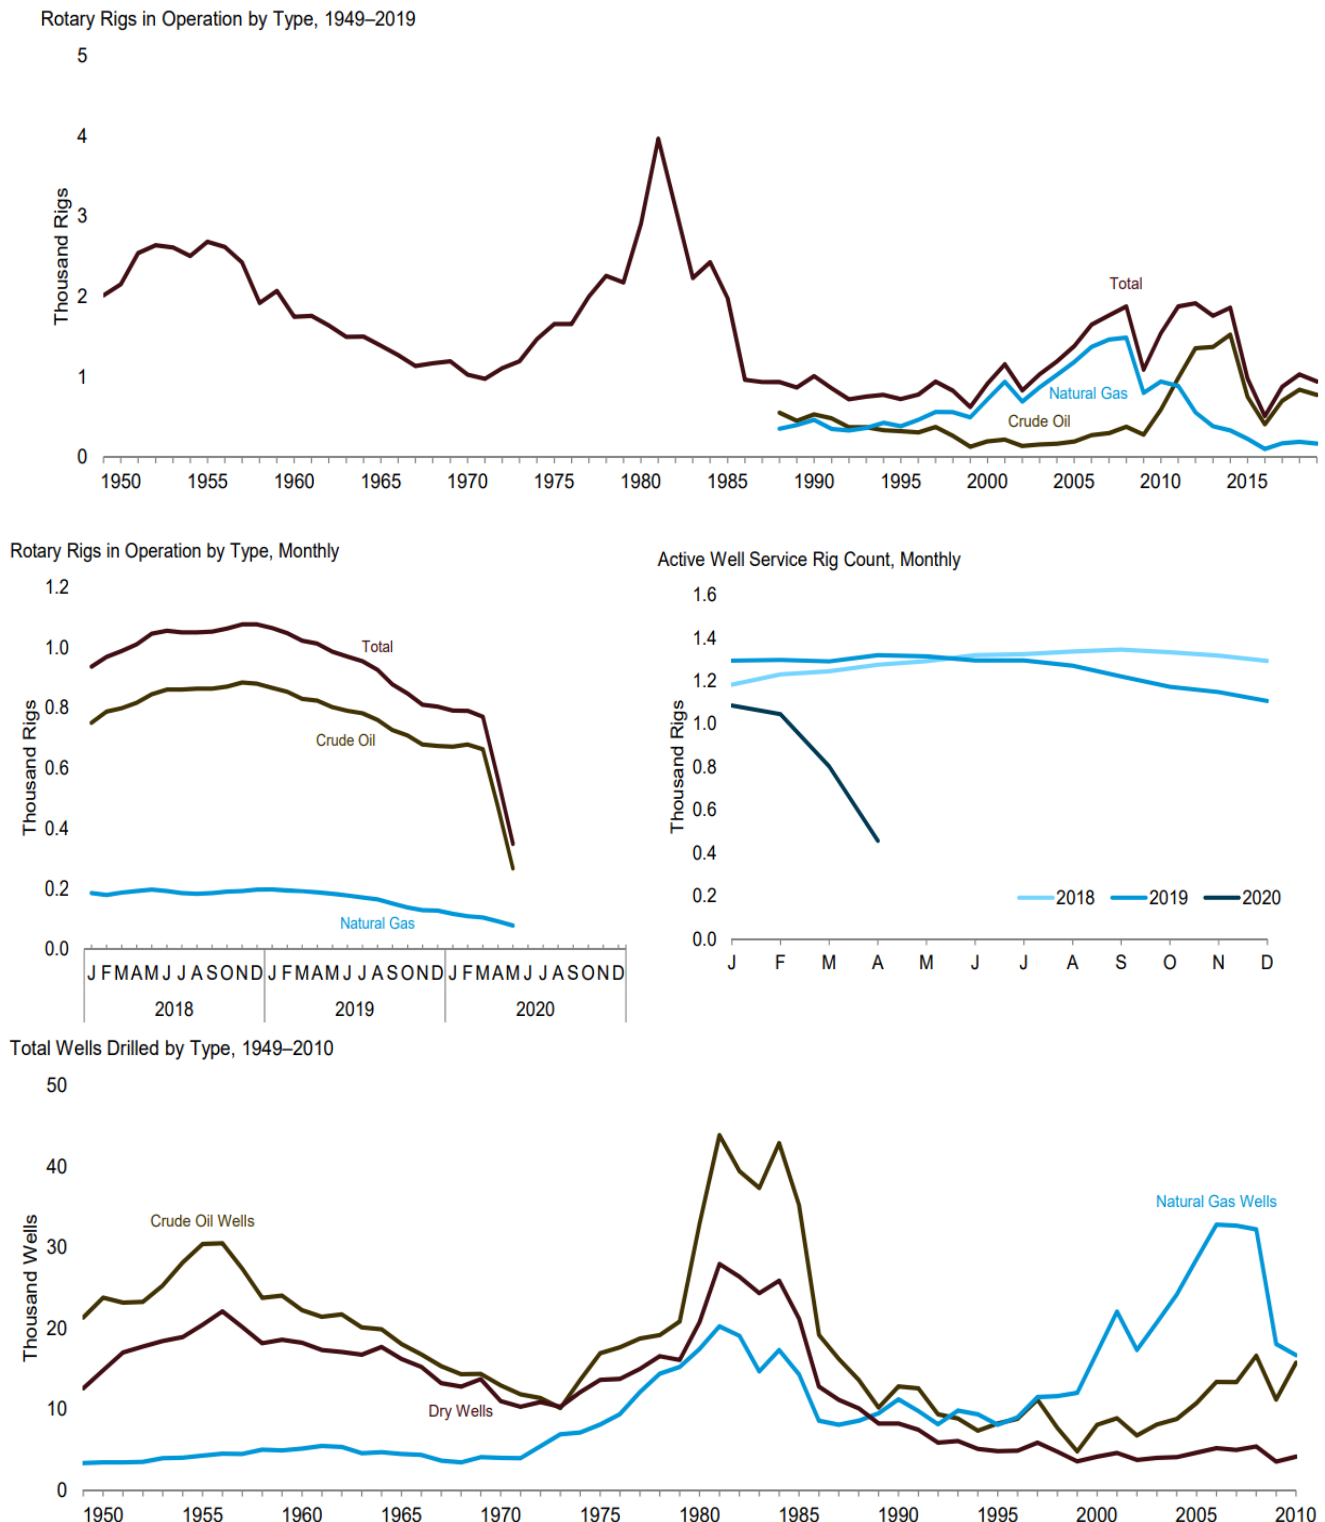 Rotary Rigs in Operation by Type, 1949–2019
5
4
3
2
1
0
Thousand Rigs
Total
Natural Gas
Crude Oil
1950 1955 1960 1965 1970 1975 1980 1985 1990 1995 2000 2005 2010 2015
Rotary Rigs in Operation by Type, Monthly
1.2
1.0
0.8
0.6
0.4
0.2
0.0
Thousand Rigs
Total
Crude Oil
Natural Gas
J F M A M J J A S O N D J F M A M J J A S O N D J F M A M J J A S O N D
2018 2019 2020
Active Well Service Rig Count, Monthly
1.6
1.4
1.2
1.0
0.8
0.6
0.4
0.2
0.0
Thousand Rigs
2018 2019 2020
J F M A M J J A S O N D
Total Wells Drilled by Type, 1949–2010
50
40
30
20
10
0
Thousand Wells
Crude Oil Wells
Natural Gas Wells
Dry Wells
1950 1955 1960 1965 1970 1975 1980 1985 1990 1995 2000 2005 2010